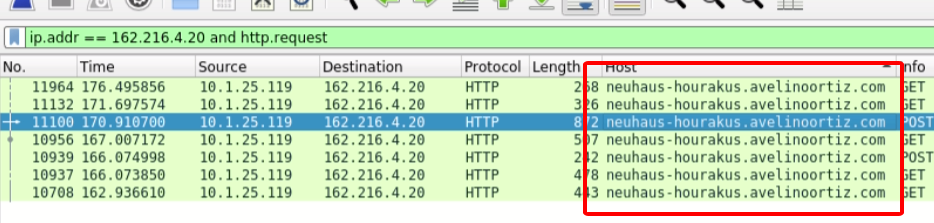 ip.addr == 162.216.4.20 and http.request
No. Time Source Destination Protocol Length Host Info
11964 176.495856 10.1.25.119 162.216.4.20 HTTP 268 neuhaus-hourakus.avelinoortiz.com GET
11132 171.697574 10.1.25.119 162.216.4.20 HTTP 326 neuhaus-hourakus.avelinoortiz.com GET
11100 170.910700 10.1.25.119 162.216.4.20 HTTP 872 neuhaus-hourakus.avelinoortiz.com POST
10956 167.007172 10.1.25.119 162.216.4.20 HTTP 507 neuhaus-hourakus.avelinoortiz.com GET
10939 166.074998 10.1.25.119 162.216.4.20 HTTP 242 neuhaus-hourakus.avelinoortiz.com POST
10937 166.073850 10.1.25.119 162.216.4.20 HTTP 478 neuhaus-hourakus.avelinoortiz.com GET
10708 162.936610 10.1.25.119 162.216.4.20 HTTP 443 neuhaus-hourakus.avelinoortiz.com GET